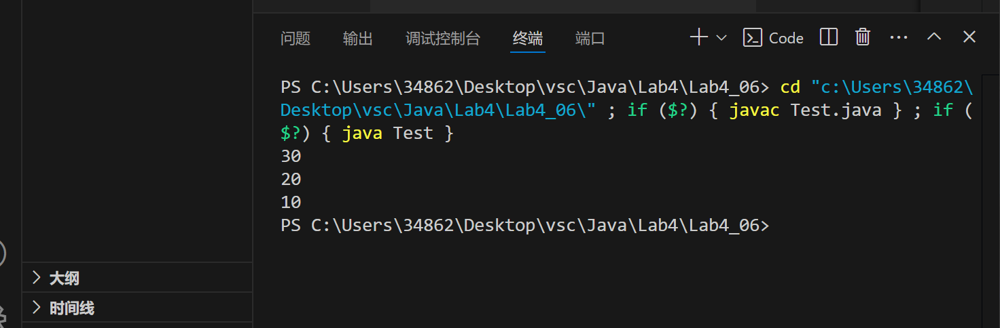 问题 输出 调试控制台 终端 端口 Code
PS C:\Users\34862\Desktop\vsc\Java\Lab4\Lab4_06> cd "c:\Users\34862\
Desktop\vsc\Java\Lab4\Lab4_06\" ; if ($?) { javac Test.java } ; if (
$?) { java Test }
30
20
10
PS C:\Users\34862\Desktop\vsc\Java\Lab4\Lab4_06>
大纲
时间线